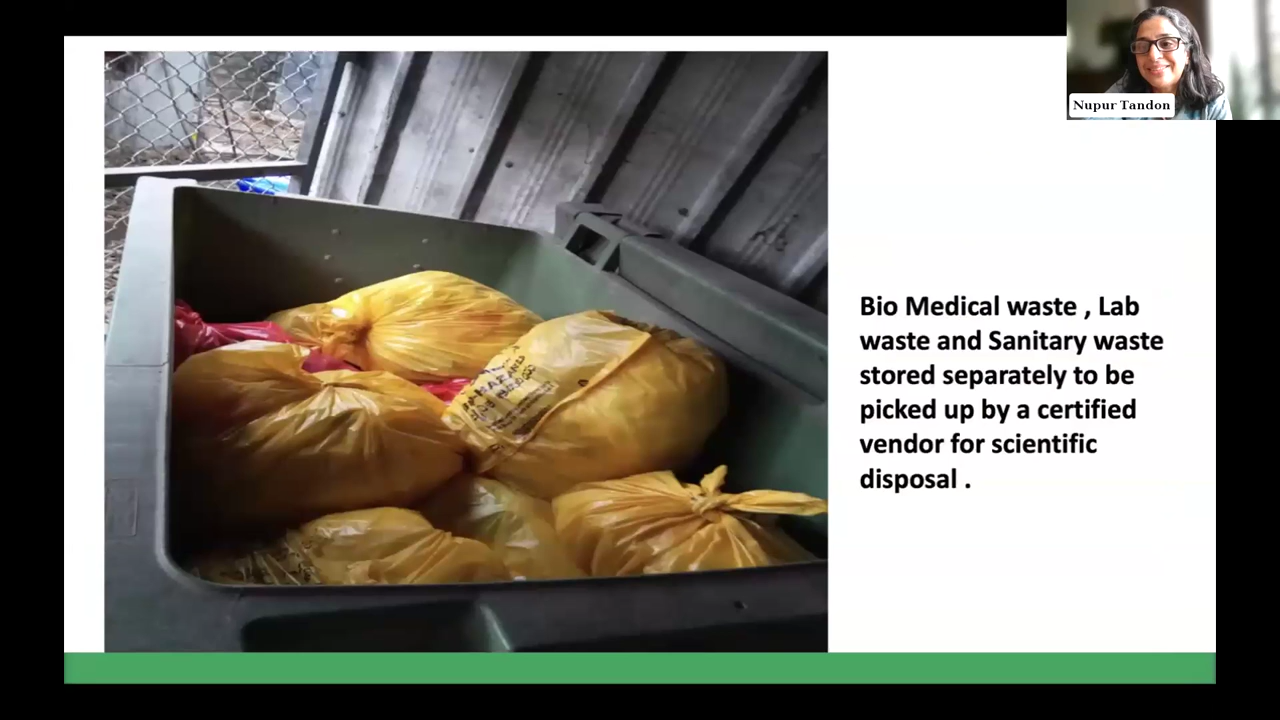 Nupur Tandon
Bio Medical waste , Lab
waste and Sanitary waste
stored separately to be
picked up by a certified
vendor for scientific
disposal .